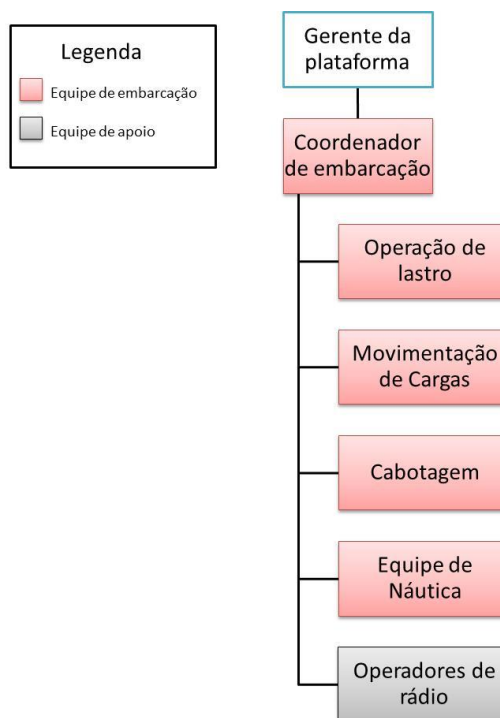 Legenda
Equipe de embarcação
Equipe de apoio
Gerente da
plataforma
Coordenador
de embarcação
Operação de
lastro
Movimentação
de Cargas
Cabotagem
Equipe de
Náutica
Operadores de
rádio